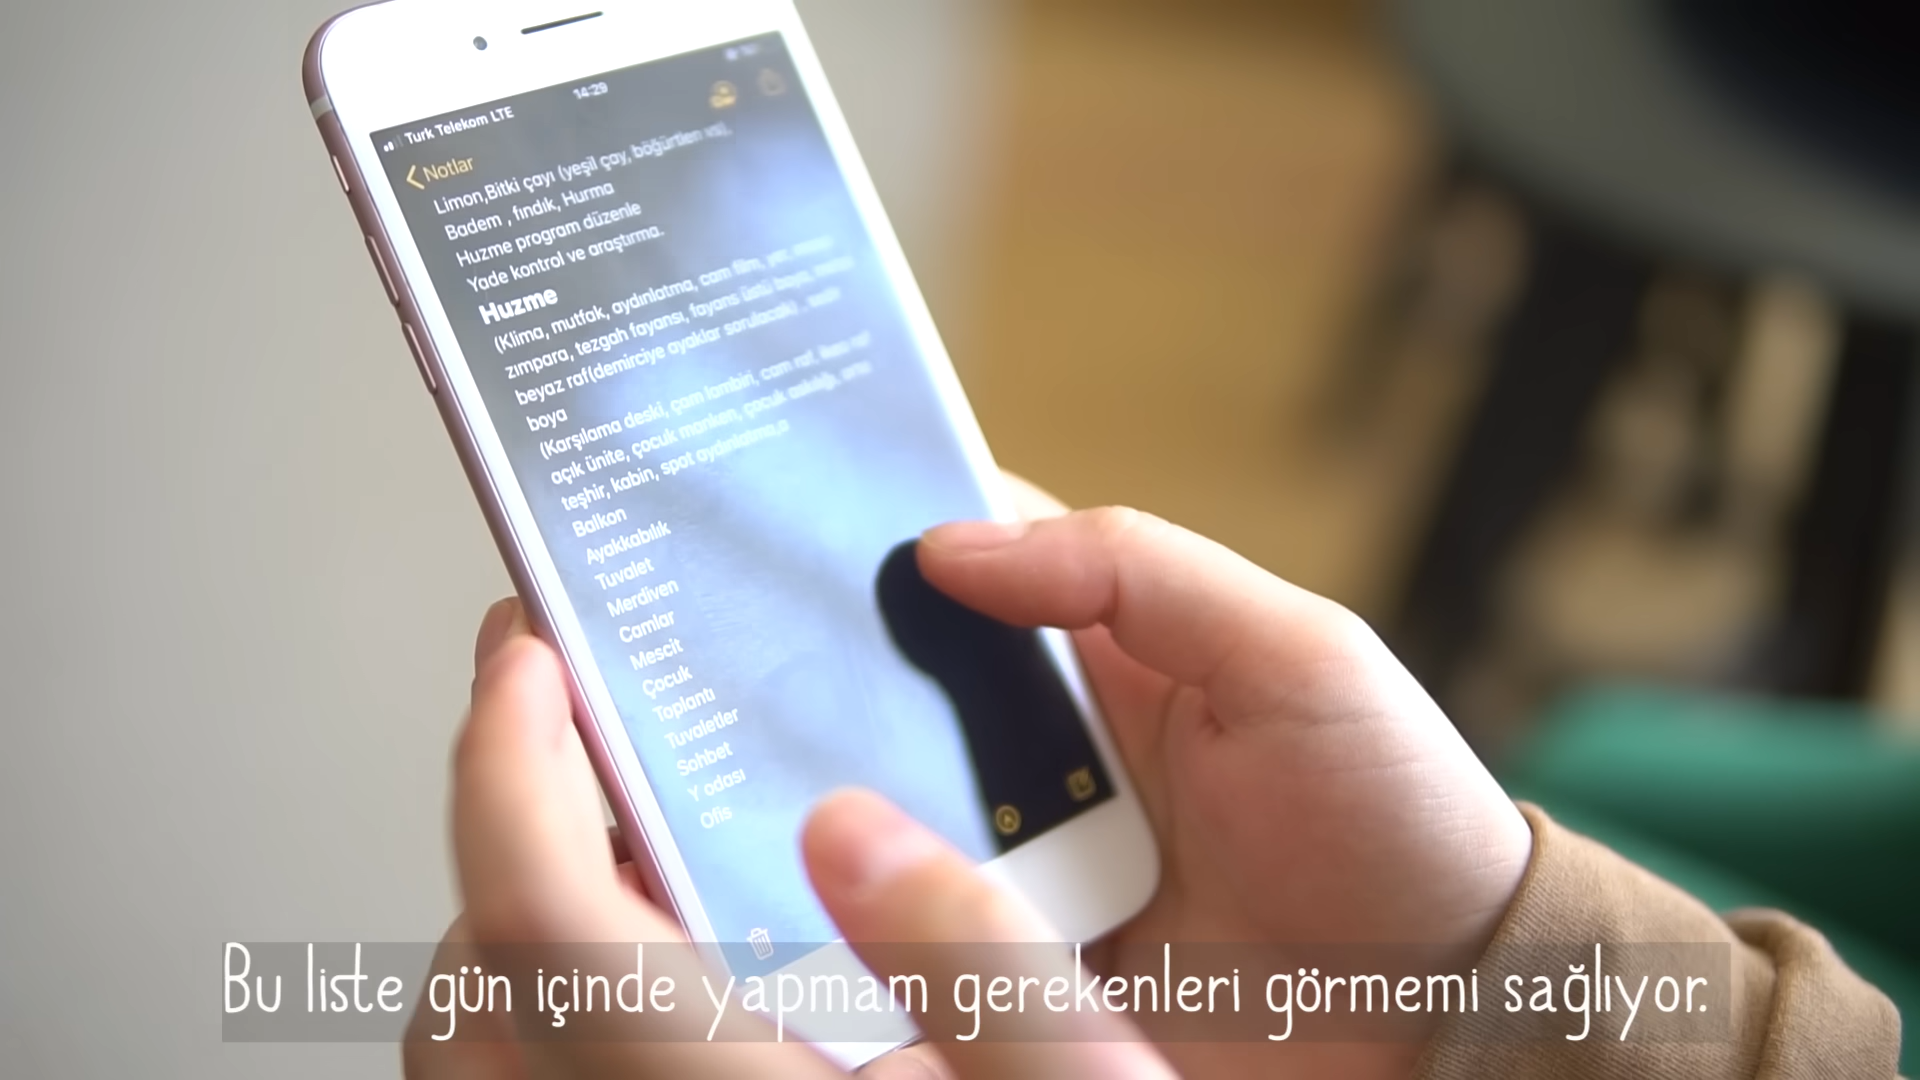 Turk Telekom LTE
14:29
Notlar
Limon,Bitki çayı (yeşil çay, böğürtlen vs),
Badem , fındık, Hurma
Huzme program düzenle
Yade kontrol ve araştırma.
Huzme
(Klima, mutfak, aydınlatma, cam film, yer,
zımpara, tezgah fayansı, fayans üstü boya,
beyaz raf(demirciye ayaklar sorulacak) ,
boya
(Karşılama deski, çam lambiri, cam raf, raf
açık ünite, çocuk manken, çocuk askılığı, orta
teşhir, kabin, spot aydınlatma,a
Balkon
Ayakkabılık
Tuvalet
Merdiven
Camlar
Mescit
Çocuk
Toplantı
Tuvaletler
Sohbet
Y odası
Ofis
Bu liste gün içinde yapmam gerekenleri görmemi sağlıyor.